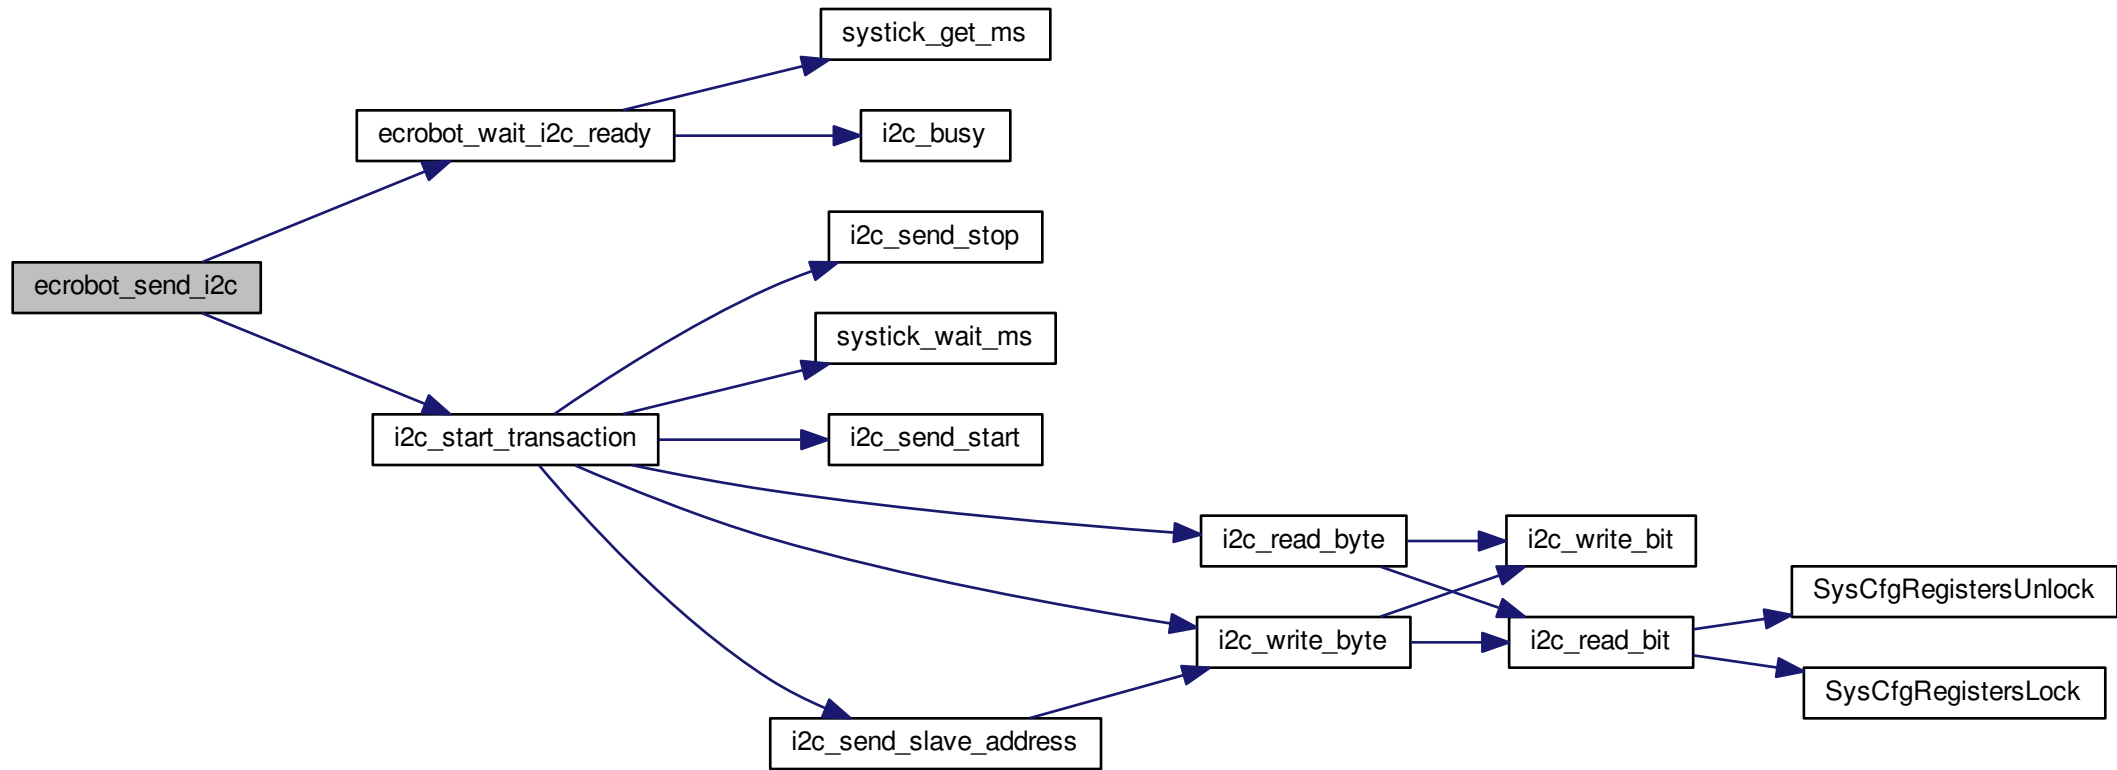 systick_get_ms
ecrobot_wait_i2c_ready
i2c_busy
i2c_send_stop
ecrobot_send_i2c
systick_wait_ms
i2c_start_transaction
i2c_send_start
i2c_read_byte
i2c_write_bit
SysCfgRegistersUnlock
i2c_write_byte
i2c_read_bit
SysCfgRegistersLock
i2c_send_slave_address